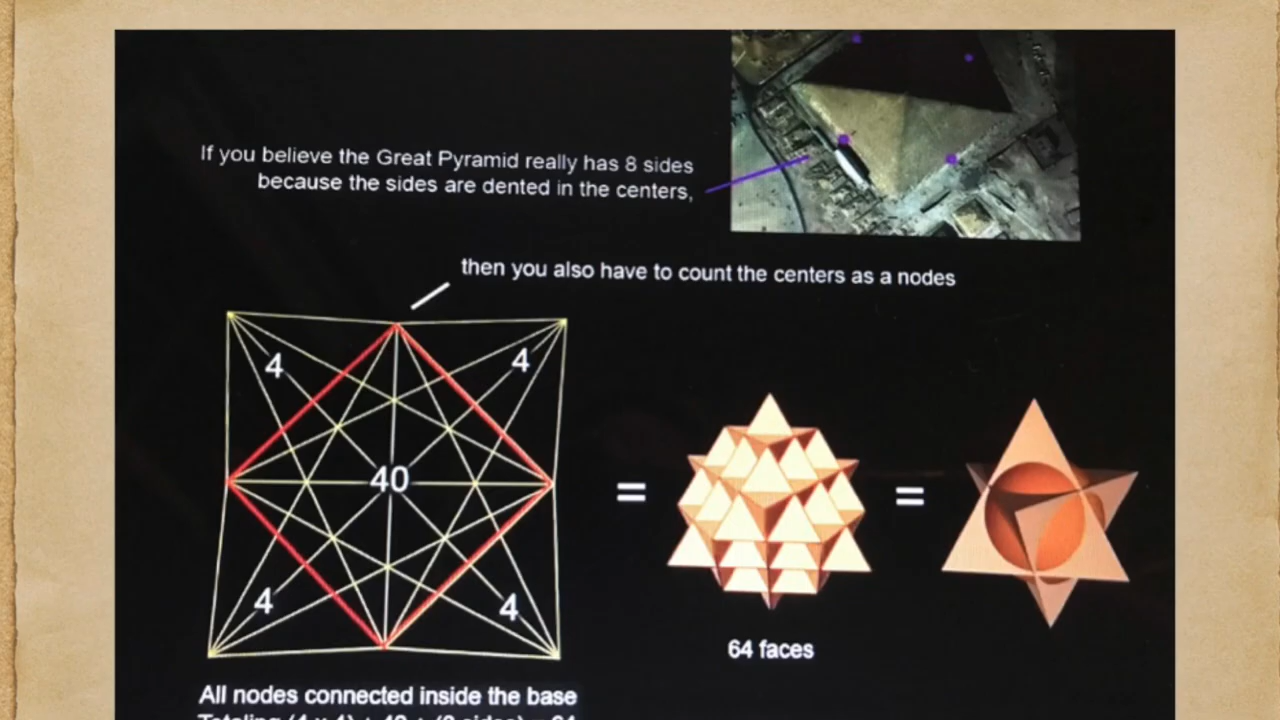 If you believe the Great Pyramid really has 8 sides
because the sides are dented in the centers,
then you also have to count the centers as a nodes
4
4
40
=
=
4
4
64 faces
All nodes connected inside the base